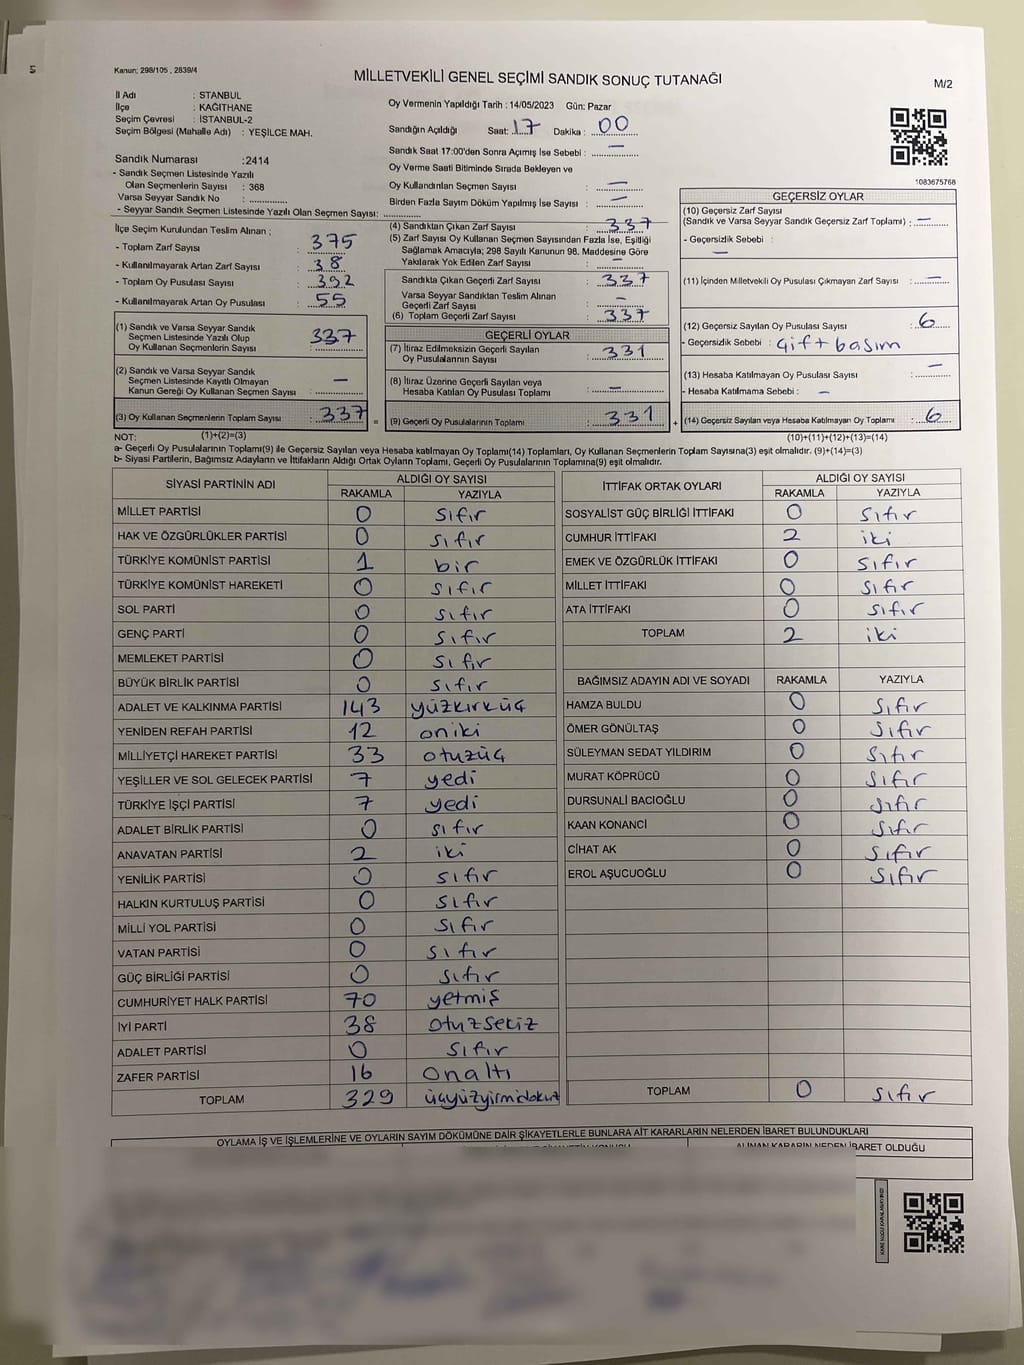 5
Kanun; 298/105 , 2839/4
MİLLETVEKİLİ GENEL SEÇİMİ SANDIK SONUÇ TUTANAĞI
M/2
İl Adı : STANBUL
İlçe : KAĞITHANE
Seçim Çevresi : İSTANBUL-2
Seçim Bölgesi (Mahalle Adı) : YEŞİLCE MAH.
Oy Vermenin Yapıldığı Tarih : 14/05/2023 Gün: Pazar
Sandığın Açıldığı Saat: 17 Dakika : 00
Sandık Saat 17:00'den Sonra Açımış İse Sebebi : —
Oy Verme Saati Bitiminde Sırada Bekleyen ve
Oy Kullandırılan Seçmen Sayısı : —
Birden Fazla Sayım Döküm Yapılmış İse Sayısı : —
1083675768
Sandık Numarası :2414
- Sandık Seçmen Listesinde Yazılı
Olan Seçmenlerin Sayısı : 368
Varsa Seyyar Sandık No :
- Seyyar Sandık Seçmen Listesinde Yazılı Olan Seçmen Sayısı:
İlçe Seçim Kurulundan Teslim Alınan ;
- Toplam Zarf Sayısı : 375
- Kullanılmayarak Artan Zarf Sayısı : 38
- Toplam Oy Pusulası Sayısı : 392
- Kullanılmayarak Artan Oy Pusulası : 55
(1) Sandık ve Varsa Seyyar Sandık
Seçmen Listesinde Yazılı Olup
Oy Kullanan Seçmenlerin Sayısı : 337
(2) Sandık ve Varsa Seyyar Sandık
Seçmen Listesinde Kayıtlı Olmayan
Kanun Gereği Oy Kullanan Seçmen Sayısı : —
(3) Oy Kullanan Seçmenlerin Toplam Sayısı : 337 =
(4) Sandıktan Çıkan Zarf Sayısı : 337
(5) Zarf Sayısı Oy Kullanan Seçmen Sayısından Fazla İse, Eşitliği
Sağlamak Amacıyla; 298 Sayılı Kanunun 98. Maddesine Göre
Yakılarak Yok Edilen Zarf Sayısı : —
Sandıkla Çıkan Geçerli Zarf Sayısı : 337
Varsa Seyyar Sandıktan Teslim Alınan
Geçerli Zarf Sayısı : —
(6) Toplam Geçerli Zarf Sayısı : 337
GEÇERLİ OYLAR
(7) İtiraz Edilmeksizin Geçerli Sayılan
Oy Pusulalarının Sayısı : 331
(8) İtiraz Üzerine Geçerli Sayılan veya
Hesaba Katılan Oy Pusulası Toplamı : —
(9) Geçerli Oy Pusulalarının Toplamı : 331 +
GEÇERSİZ OYLAR
(10) Geçersiz Zarf Sayısı
(Sandık ve Varsa Seyyar Sandık Geçersiz Zarf Toplamı) : —
- Geçersizlik Sebebi :
—
(11) İçinden Milletvekili Oy Pusulası Çıkmayan Zarf Sayısı : —
(12) Geçersiz Sayılan Oy Pusulası Sayısı : 6
- Geçersizlik Sebebi : çift basım
(13) Hesaba Katılmayan Oy Pusulası Sayısı : —
- Hesaba Katılmama Sebebi : —
(14) Geçersiz Sayılan veya Hesaba Katılmayan Oy Toplamı : 6
NOT: (1)+(2)=(3)
(10)+(11)+(12)+(13)=(14)
a- Geçerli Oy Pusulalarının Toplamı(9) ile Geçersiz Sayılan veya Hesaba katılmayan Oy Toplamı(14) Toplamları, Oy Kullanan Seçmenlerin Toplam Sayısına(3) eşit olmalıdır. (9)+(14)=(3)
b- Siyasi Partilerin, Bağımsız Adayların ve İttifakların Aldığı Ortak Oyların Toplamı, Geçerli Oy Pusulalarının Toplamına(9) eşit olmalıdır.
SİYASİ PARTİNİN ADI ALDIĞI OY SAYISI
RAKAMLA YAZIYLA
MİLLET PARTİSİ 0 sıfır
HAK VE ÖZGÜRLÜKLER PARTİSİ 0 sıfır
TÜRKİYE KOMÜNİST PARTİSİ 1 bir
TÜRKİYE KOMÜNİST HAREKETİ 0 sıfır
SOL PARTİ 0 sıfır
GENÇ PARTİ 0 sıfır
MEMLEKET PARTİSİ 0 sıfır
BÜYÜK BİRLİK PARTİSİ 0 sıfır
ADALET VE KALKINMA PARTİSİ 143 yüzkırküç
YENİDEN REFAH PARTİSİ 12 oniki
MİLLİYETÇİ HAREKET PARTİSİ 33 otuzüç
YEŞİLLER VE SOL GELECEK PARTİSİ 7 yedi
TÜRKİYE İŞÇİ PARTİSİ 7 yedi
ADALET BİRLİK PARTİSİ 0 sıfır
ANAVATAN PARTİSİ 2 iki
YENİLİK PARTİSİ 0 sıfır
HALKIN KURTULUŞ PARTİSİ 0 sıfır
MİLLİ YOL PARTİSİ 0 sıfır
VATAN PARTİSİ 0 sıfır
GÜÇ BİRLİĞİ PARTİSİ 0 sıfır
CUMHURİYET HALK PARTİSİ 70 yetmiş
İYİ PARTİ 38 otuzsekiz
ADALET PARTİSİ 0 sıfır
ZAFER PARTİSİ 16 onaltı
TOPLAM 329 üçyüzyirmidokuz
İTTİFAK ORTAK OYLARI ALDIĞI OY SAYISI
RAKAMLA YAZIYLA
SOSYALİST GÜÇ BİRLİĞİ İTTİFAKI 0 sıfır
CUMHUR İTTİFAKI 2 iki
EMEK VE ÖZGÜRLÜK İTTİFAKI 0 sıfır
MİLLET İTTİFAKI 0 sıfır
ATA İTTİFAKI 0 sıfır
TOPLAM 2 iki
BAĞIMSIZ ADAYIN ADI VE SOYADI RAKAMLA YAZIYLA
HAMZA BULDU 0 sıfır
ÖMER GÖNÜLTAŞ 0 sıfır
SÜLEYMAN SEDAT YILDIRIM 0 sıfır
MURAT KÖPRÜCÜ 0 sıfır
DURSUNALİ BACIOĞLU 0 sıfır
KAAN KONANCİ 0 sıfır
CİHAT AK 0 sıfır
EROL AŞUCUOĞLU 0 sıfır
TOPLAM 0 sıfır
OYLAMA İŞ VE İŞLEMLERİNE VE OYLARIN SAYIM DÖKÜMÜNE DAİR ŞİKAYETLERLE BUNLARA AİT KARARLARIN NELERDEN İBARET BULUNDUKLARI
ALINAN KARARIN NEDEN İBARET OLDUĞU